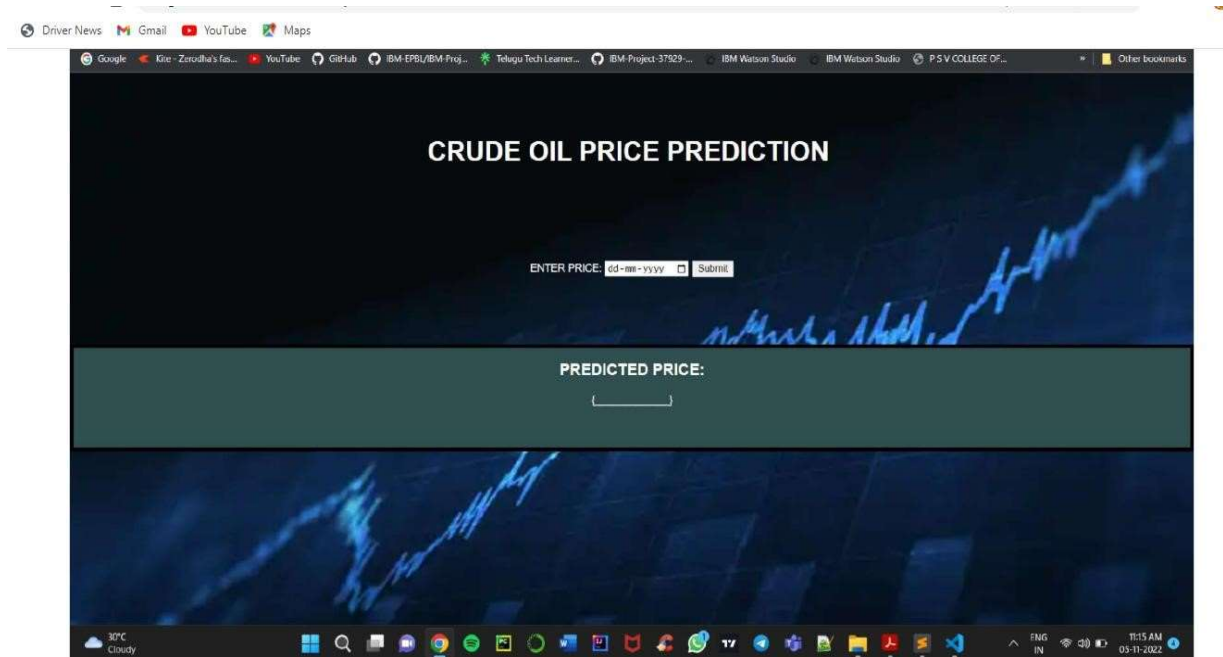 Driver News Gmail YouTube Maps
Google Kite - Zerodha's fas... YouTube GitHub IBM-EPBL/IBM-Proj... Telugu Tech Learner... IBM-Project-37929-... IBM Watson Studio IBM Watson Studio P S V COLLEGE OF... » Other bookmarks
CRUDE OIL PRICE PREDICTION
ENTER PRICE: dd-mm-yyyy Submit
PREDICTED PRICE:
{____________}
30°C
Cloudy
ENG
IN
11:15 AM
05-11-2022